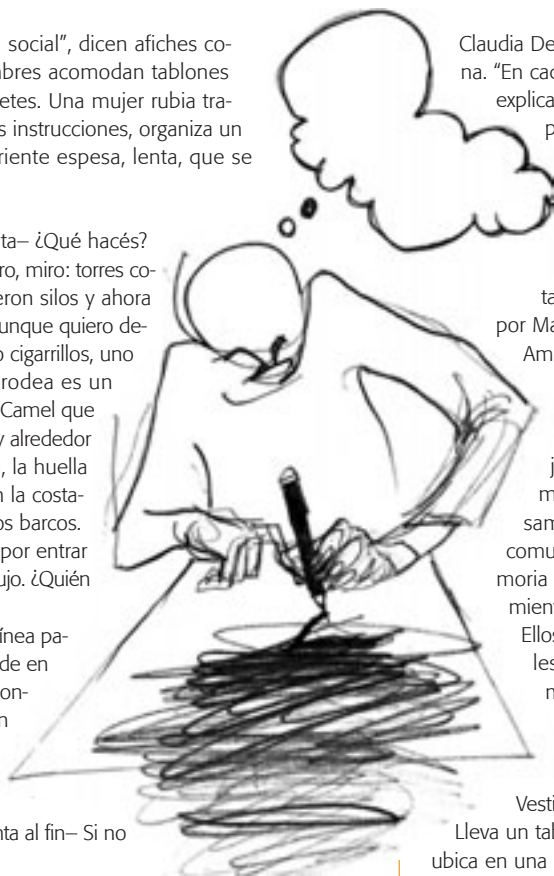 social”, dicen afiches co-
bres acomodan tablones
etes. Una mujer rubia tra-
s instrucciones, organiza un
riente espesa, lenta, que se
ta– ¿Qué hacés?
ro, miro: torres co-
eron silos y ahora
unque quiero de-
o cigarrillos, uno
rodea es un
Camel que
y alrededor
, la huella
n la costa-
os barcos.
por entrar
ujo. ¿Quién
ínea pa-
de en
on-
n
nta al fin– Si no
Claudia De
na. “En cad
explica
p
ta
por Ma
Am
j
m
sam
comu
moria
mient
Ellos
les
n
Vesti
Lleva un tab
ubica en una